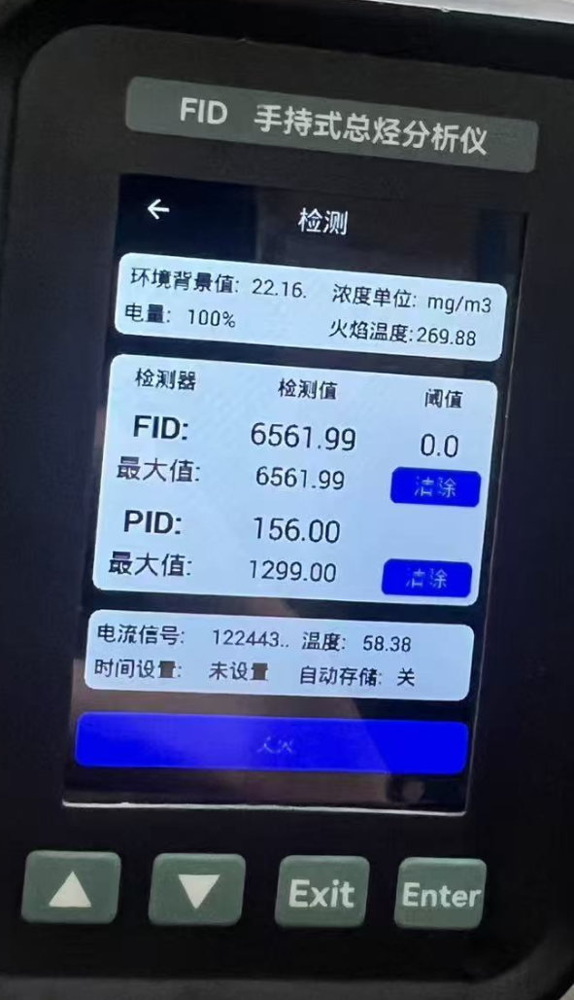 FID 手持式总烃分析仪
← 检测
环境背景值: 22.16. 浓度单位: mg/m3
电量: 100% 火焰温度:269.88
检测器 检测值 阈值
FID: 6561.99 0.0
最大值: 6561.99 清除
PID: 156.00
最大值: 1299.00 清除
电流信号: 122443.. 温度: 58.38
时间设置: 未设置 自动存储: 关
Exit Enter